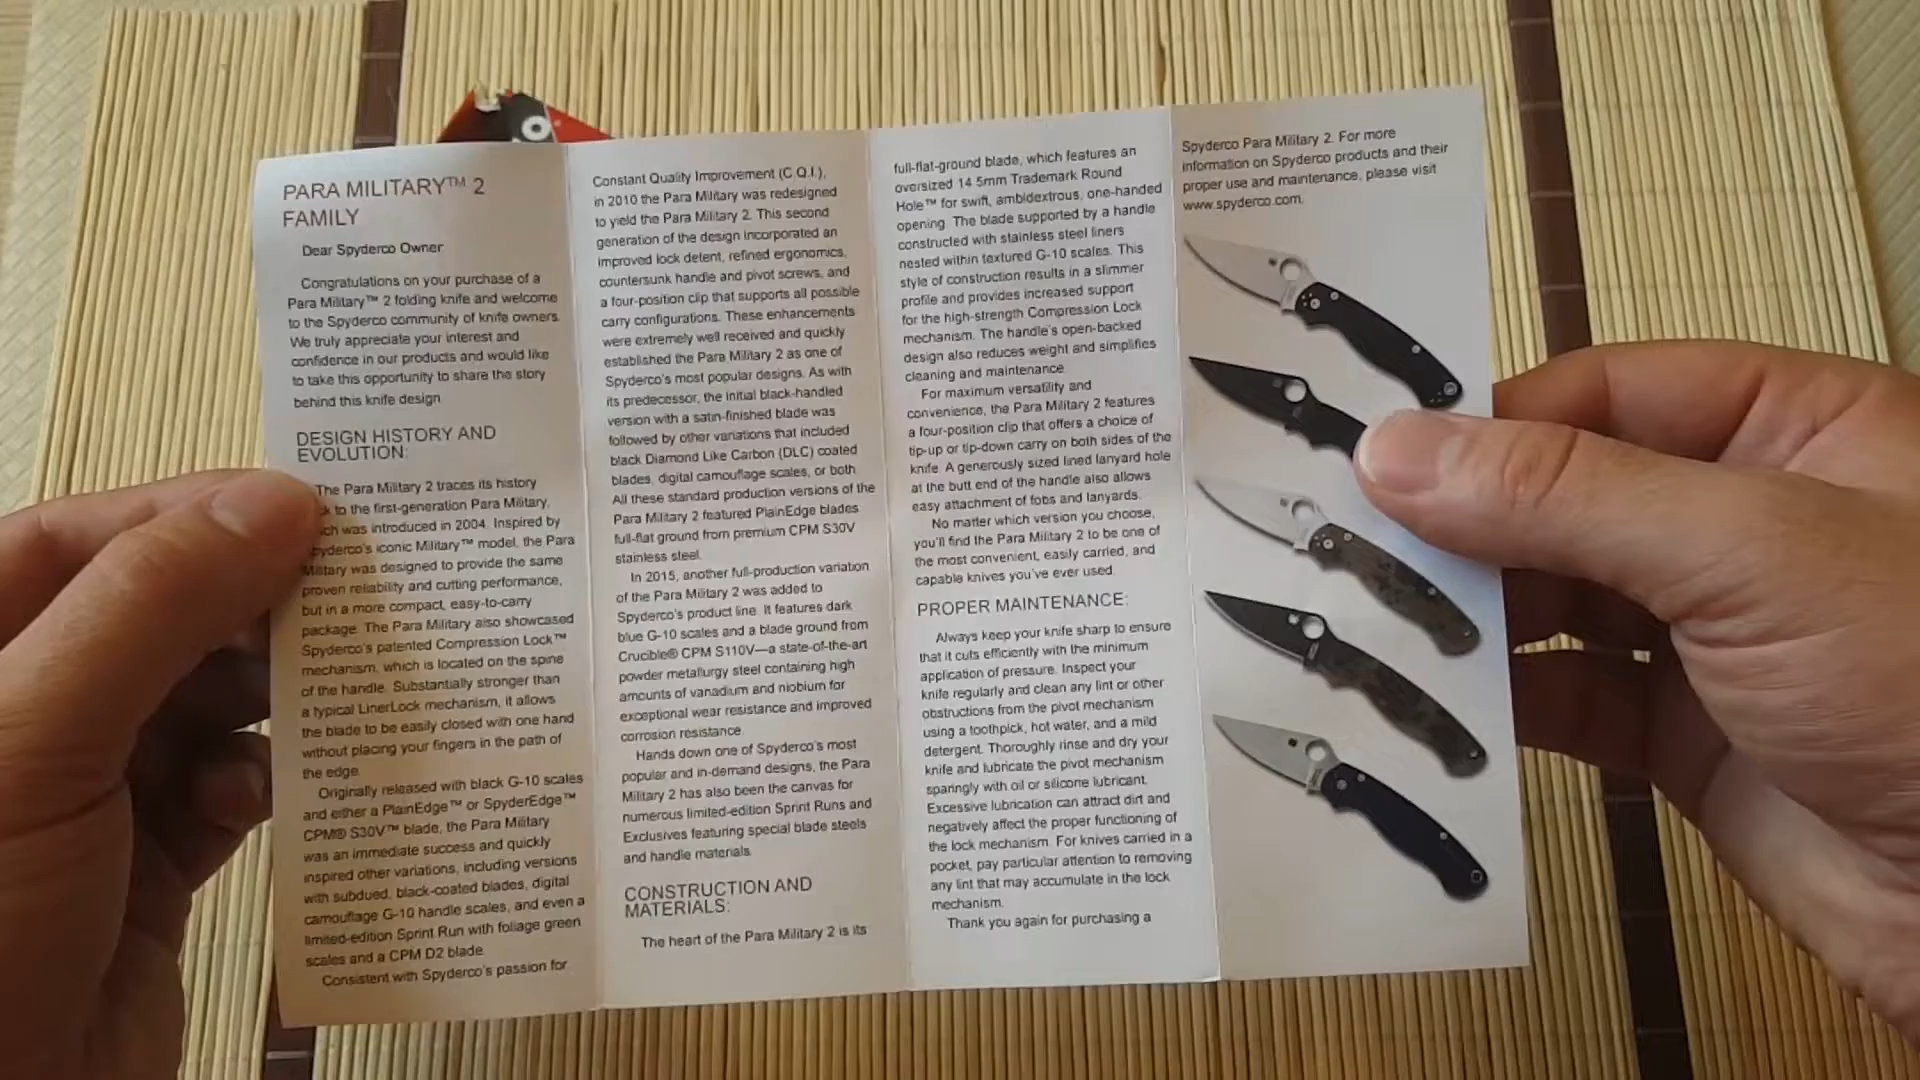 PARA MILITARY™ 2
FAMILY
Dear Spyderco Owner
Congratulations on your purchase of a
Para Military™ 2 folding knife and welcome
to the Spyderco community of knife owners.
We truly appreciate your interest and
confidence in our products and would like
to take this opportunity to share the story
behind this knife design.
DESIGN HISTORY AND
EVOLUTION:
The Para Military 2 traces its history
to the first-generation Para Military,
was introduced in 2004. Inspired by
Spyderco's iconic Military™ model, the Para
Military was designed to provide the same
proven reliability and cutting performance,
but in a more compact, easy-to-carry
package. The Para Military also showcased
Spyderco's patented Compression Lock™
mechanism, which is located on the spine
of the handle. Substantially stronger than
a typical LinerLock mechanism, it allows
the blade to be easily closed with one hand
without placing your fingers in the path of
the edge.
Originally released with black G-10 scales
and either a PlainEdge™ or SpyderEdge™
CPM® S30V™ blade, the Para Military
was an immediate success and quickly
inspired other variations, including versions
with subdued, black-coated blades, digital
camouflage G-10 handle scales, and even a
limited-edition Sprint Run with foliage green
scales and a CPM D2 blade.
Consistent with Spyderco's passion for
Constant Quality Improvement (C.Q.I.),
in 2010 the Para Military was redesigned
to yield the Para Military 2. This second
generation of the design incorporated an
improved lock detent, refined ergonomics,
countersunk handle and pivot screws, and
a four-position clip that supports all possible
carry configurations. These enhancements
were extremely well received and quickly
established the Para Military 2 as one of
Spyderco's most popular designs. As with
its predecessor, the initial black-handled
version with a satin-finished blade was
followed by other variations that included
black Diamond Like Carbon (DLC) coated
blades, digital camouflage scales, or both
All these standard production versions of the
Para Military 2 featured PlainEdge blades
full-flat ground from premium CPM S30V
stainless steel.
In 2015, another full-production variation
of the Para Military 2 was added to
Spyderco's product line. It features dark
blue G-10 scales and a blade ground from
Crucible® CPM S110V—a state-of-the-art
powder metallurgy steel containing high
amounts of vanadium and niobium for
exceptional wear resistance and improved
corrosion resistance.
Hands down one of Spyderco's most
popular and in-demand designs, the Para
Military 2 has also been the canvas for
numerous limited-edition Sprint Runs and
Exclusives featuring special blade steels
and handle materials.
CONSTRUCTION AND
MATERIALS:
The heart of the Para Military 2 is its
full-flat-ground blade, which features an
oversized 14.5mm Trademark Round
Hole™ for swift, ambidextrous, one-handed
opening. The blade supported by a handle
constructed with stainless steel liners
nested within textured G-10 scales. This
style of construction results in a slimmer
profile and provides increased support
for the high-strength Compression Lock
mechanism. The handle's open-backed
design also reduces weight and simplifies
cleaning and maintenance.
For maximum versatility and
convenience, the Para Military 2 features
a four-position clip that offers a choice of
tip-up or tip-down carry on both sides of the
knife. A generously sized lined lanyard hole
at the butt end of the handle also allows
easy attachment of fobs and lanyards.
No matter which version you choose,
you'll find the Para Military 2 to be one of
the most convenient, easily carried, and
capable knives you've ever used.
PROPER MAINTENANCE:
Always keep your knife sharp to ensure
that it cuts efficiently with the minimum
application of pressure. Inspect your
knife regularly and clean any lint or other
obstructions from the pivot mechanism
using a toothpick, hot water, and a mild
detergent. Thoroughly rinse and dry your
knife and lubricate the pivot mechanism
sparingly with oil or silicone lubricant.
Excessive lubrication can attract dirt and
negatively affect the proper functioning of
the lock mechanism. For knives carried in a
pocket, pay particular attention to removing
any lint that may accumulate in the lock
mechanism.
Thank you again for purchasing a
Spyderco Para Military 2. For more
information on Spyderco products and their
proper use and maintenance, please visit
www.spyderco.com.